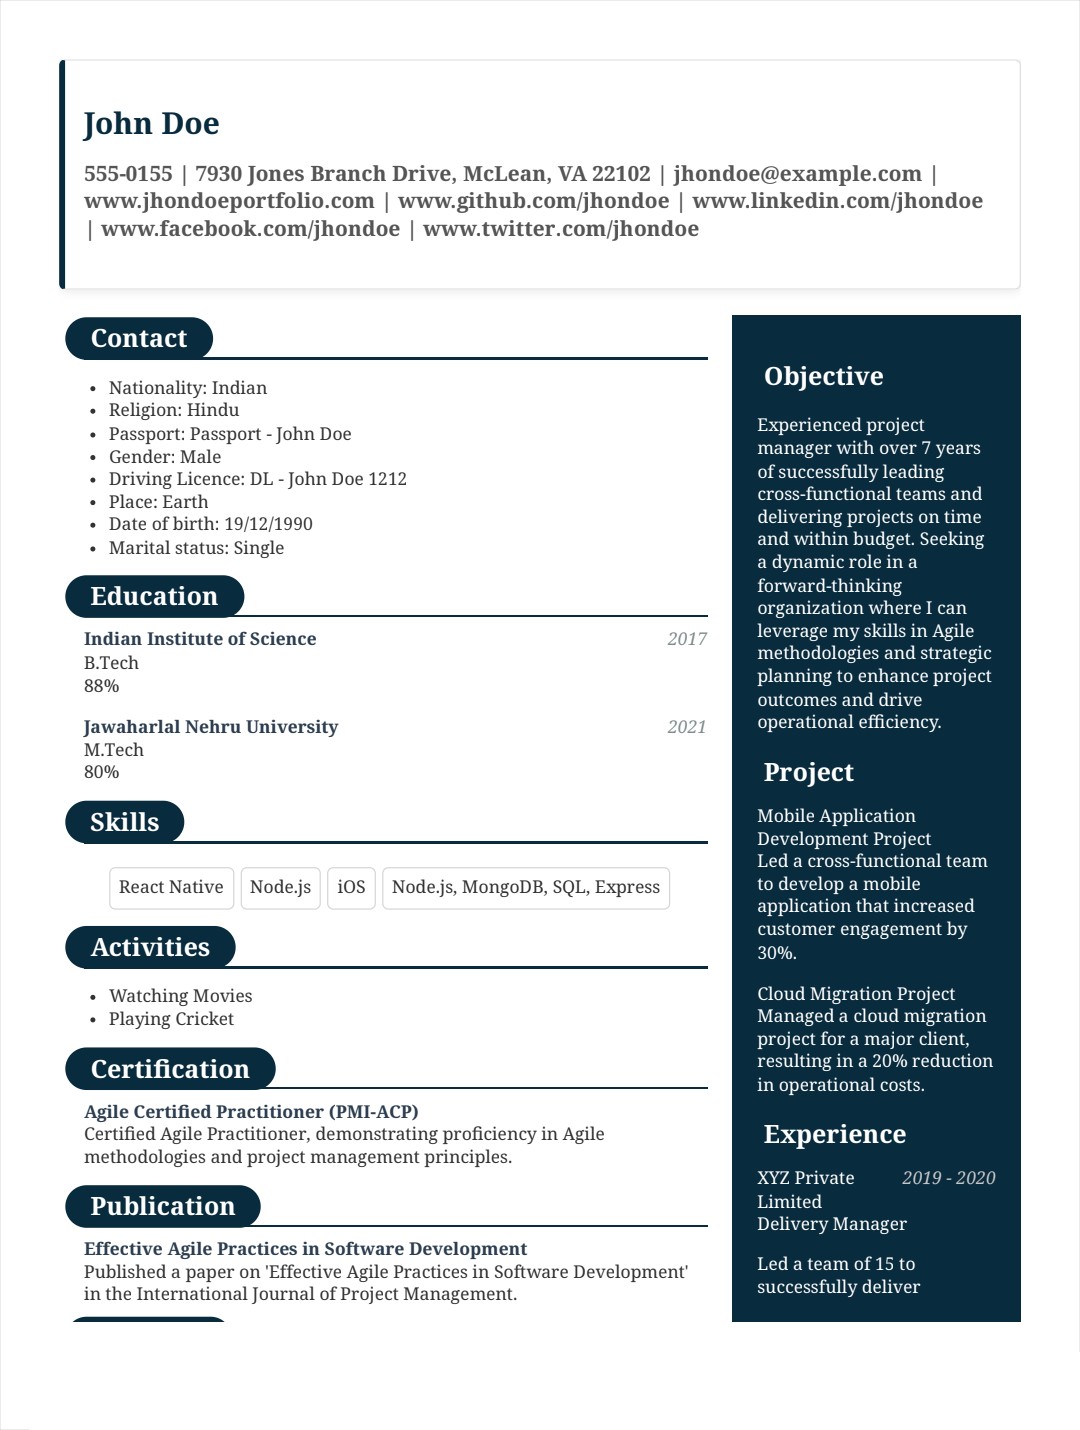 John Doe
555-0155 | 7930 Jones Branch Drive, McLean, VA 22102 | jhondoe@example.com |
www.jhondoeportfolio.com | www.github.com/jhondoe | www.linkedin.com/jhondoe
| www.facebook.com/jhondoe | www.twitter.com/jhondoe
Contact
• Nationality: Indian
• Religion: Hindu
• Passport: Passport - John Doe
• Gender: Male
• Driving Licence: DL - John Doe 1212
• Place: Earth
• Date of birth: 19/12/1990
• Marital status: Single
Education
Indian Institute of Science 2017
B.Tech
88%
Jawaharlal Nehru University 2021
M.Tech
80%
Skills
React Native Node.js iOS Node.js, MongoDB, SQL, Express
Activities
• Watching Movies
• Playing Cricket
Certification
Agile Certified Practitioner (PMI-ACP)
Certified Agile Practitioner, demonstrating proficiency in Agile
methodologies and project management principles.
Publication
Effective Agile Practices in Software Development
Published a paper on 'Effective Agile Practices in Software Development'
in the International Journal of Project Management.
Objective
Experienced project
manager with over 7 years
of successfully leading
cross-functional teams and
delivering projects on time
and within budget. Seeking
a dynamic role in a
forward-thinking
organization where I can
leverage my skills in Agile
methodologies and strategic
planning to enhance project
outcomes and drive
operational efficiency.
Project
Mobile Application
Development Project
Led a cross-functional team
to develop a mobile
application that increased
customer engagement by
30%.
Cloud Migration Project
Managed a cloud migration
project for a major client,
resulting in a 20% reduction
in operational costs.
Experience
XYZ Private 2019 - 2020
Limited
Delivery Manager
Led a team of 15 to
successfully deliver